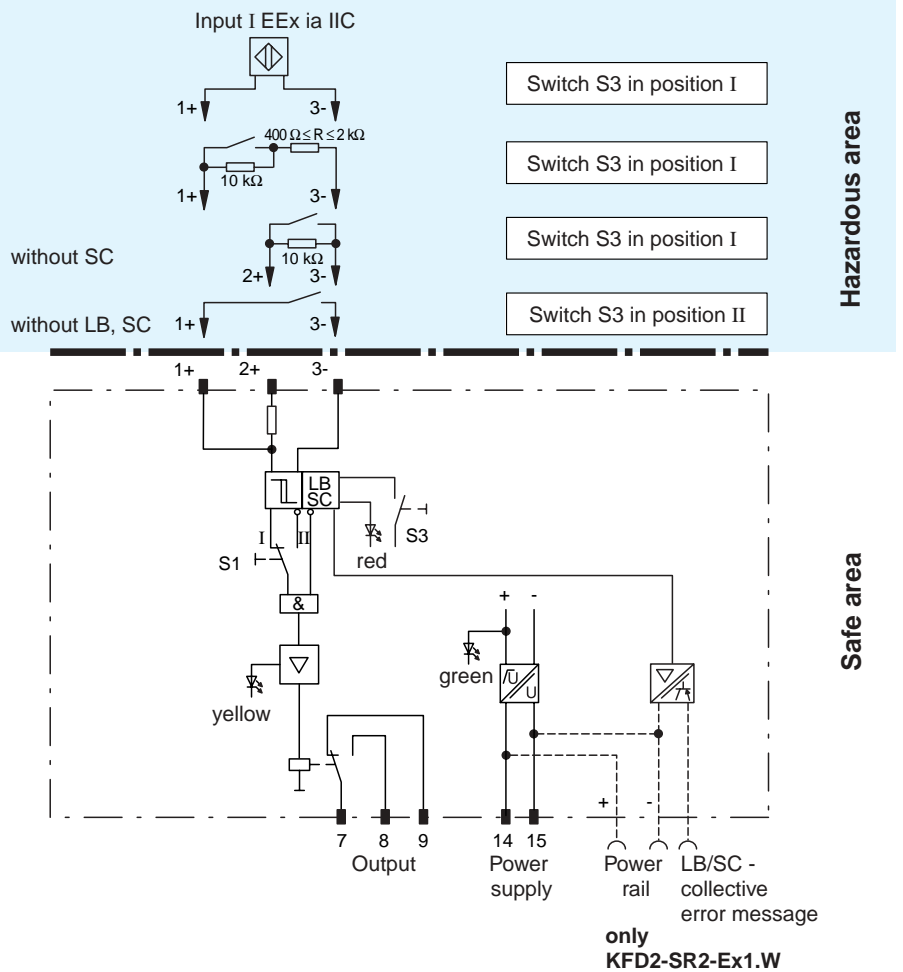 Input I EEx ia IIC
Switch S3 in position I
1+ 3-
400 Ω ≤ R ≤ 2 kΩ
10 kΩ
Switch S3 in position I
1+ 3-
without SC
10 kΩ
Switch S3 in position I
2+ 3-
without LB, SC
1+ 3-
Switch S3 in position II
Hazardous area
1+ 2+ 3-
LB
SC
I II
S1
S3
red
&
+ -
green
U
U
yellow
+ -
7 8 9
14 15
Output
Power
supply
Power
rail
LB/SC -
collective
error message
only
KFD2-SR2-Ex1.W
Safe area